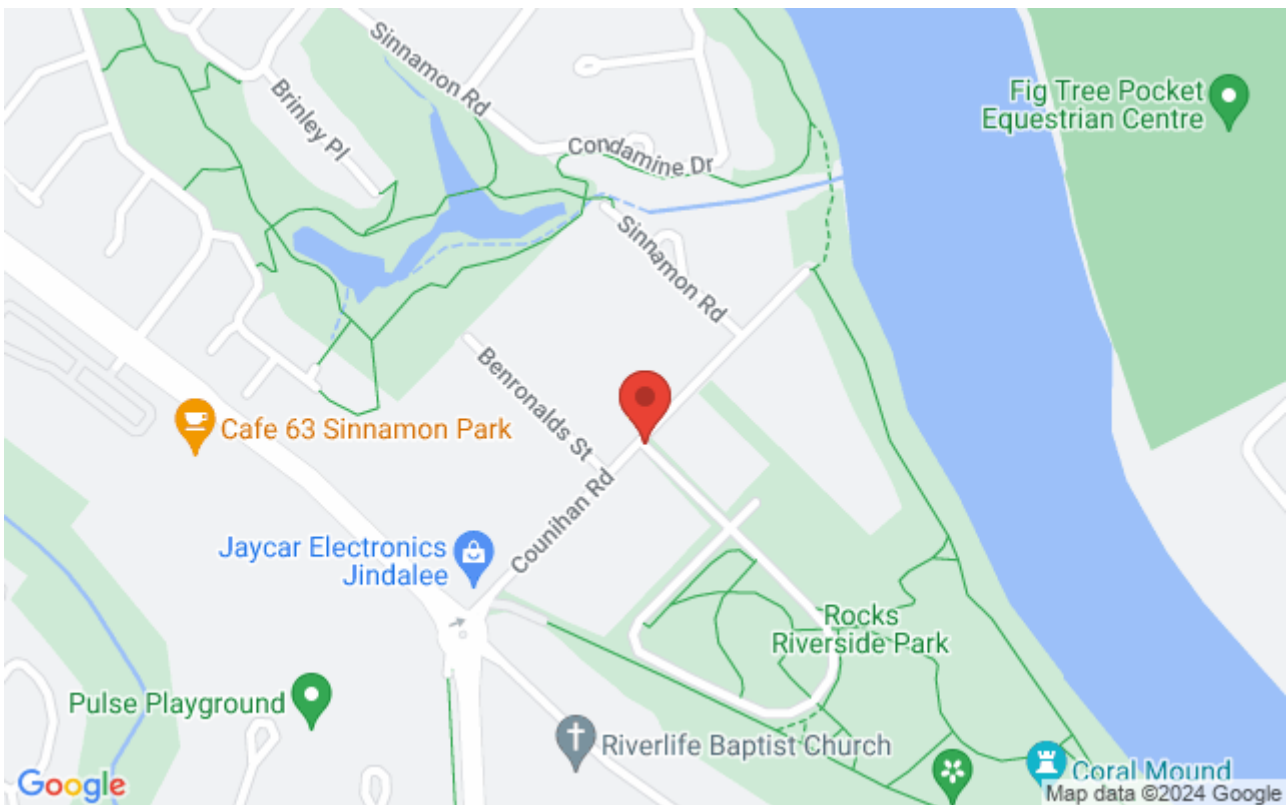 Sinnamon Rd
Fig Tree Pocket
Equestrian Centre
Brinley Pl
Condamine Dr
Sinnamon Rd
Benronalds St
Cafe 63 Sinnamon Park
Counihan Rd
Jaycar Electronics
Jindalee
Rocks
Riverside Park
Pulse Playground
Riverlife Baptist Church
Coral Mound
Google
Map data ©2024 Google